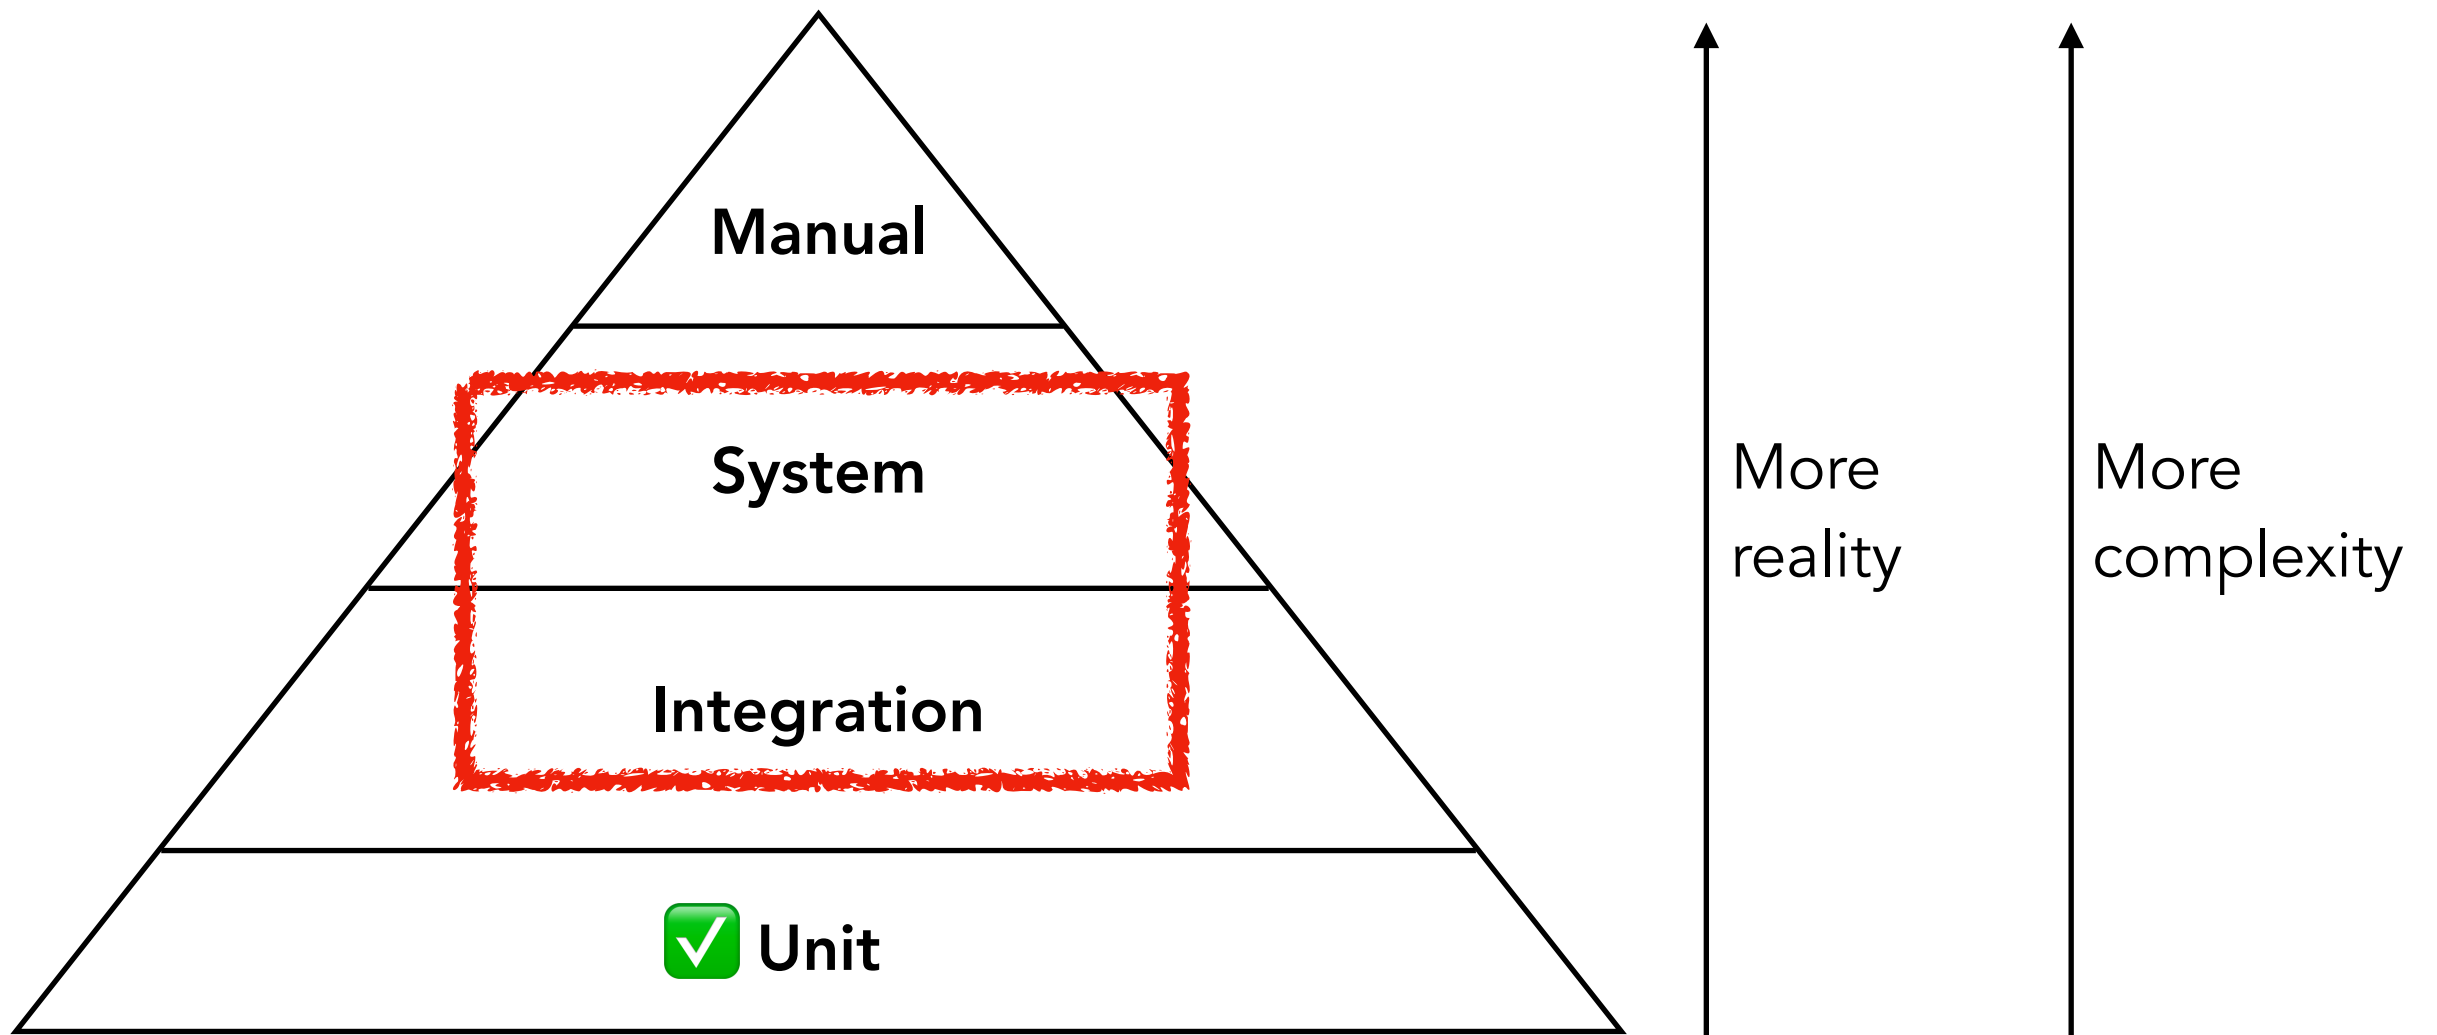 Manual
System
Integration
✅ Unit
More
reality
More
complexity